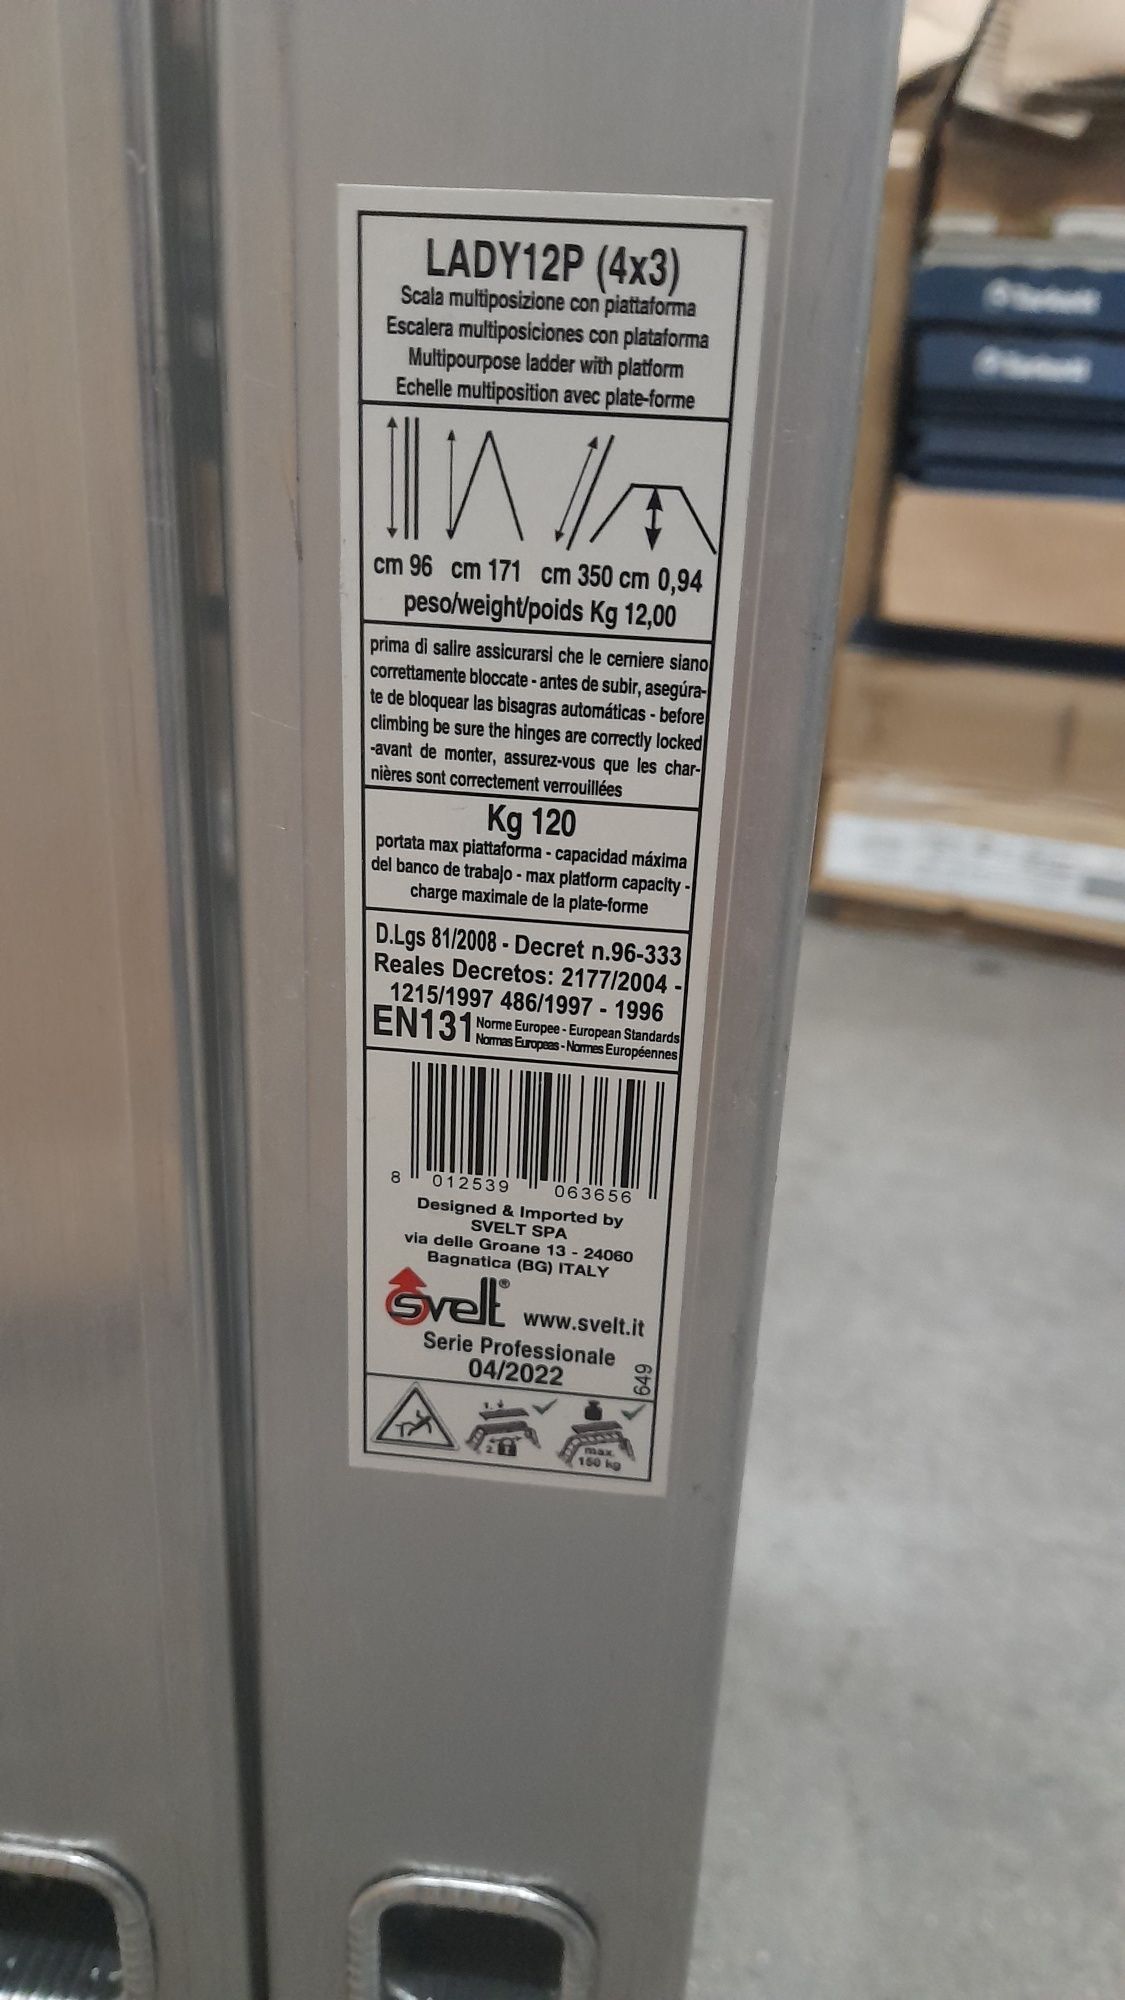 LADY12P (4x3)
Scala multiposizione con piattaforma
Escalera multiposiciones con plataforma
Multipourpose ladder with platform
Echelle multiposition avec plate-forme
cm 96 cm 171 cm 350 cm 0,94
peso/weight/poids Kg 12,00
prima di salire assicurarsi che le cerniere siano
correttamente bloccate - antes de subir, asegúra-
te de bloquear las bisagras automáticas - before
climbing be sure the hinges are correctly locked
-avant de monter, assurez-vous que les char-
nières sont correctement verrouillées
Kg 120
portata max piattaforma - capacidad máxima
del banco de trabajo - max platform capacity -
charge maximale de la plate-forme
D.Lgs 81/2008 - Decret n.96-333
Reales Decretos: 2177/2004 -
1215/1997 486/1997 - 1996
EN131 Norme Europee - European Standards
Normas Europeas - Normes Européennes
8 012539 063656
Designed & Imported by
SVELT SPA
via delle Groane 13 - 24060
Bagnatica (BG) ITALY
svelt® www.svelt.it
Serie Professionale
04/2022
649
1.
2.
max.
150 kg